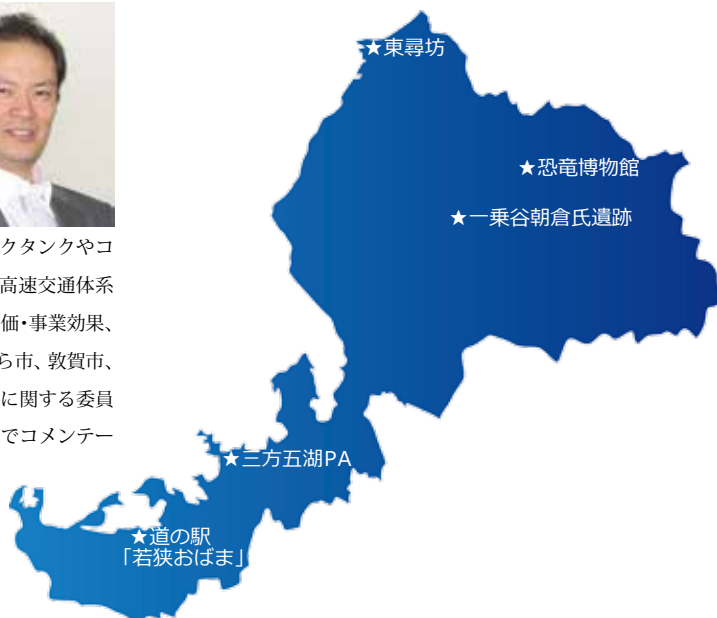 クタンクやコ
高速交通体系
価・事業効果、
ら市、敦賀市、
に関する委員
でコメンテー
★東尋坊
★恐竜博物館
★一乗谷朝倉氏遺跡
★三方五湖PA
★道の駅
「若狭おばま」